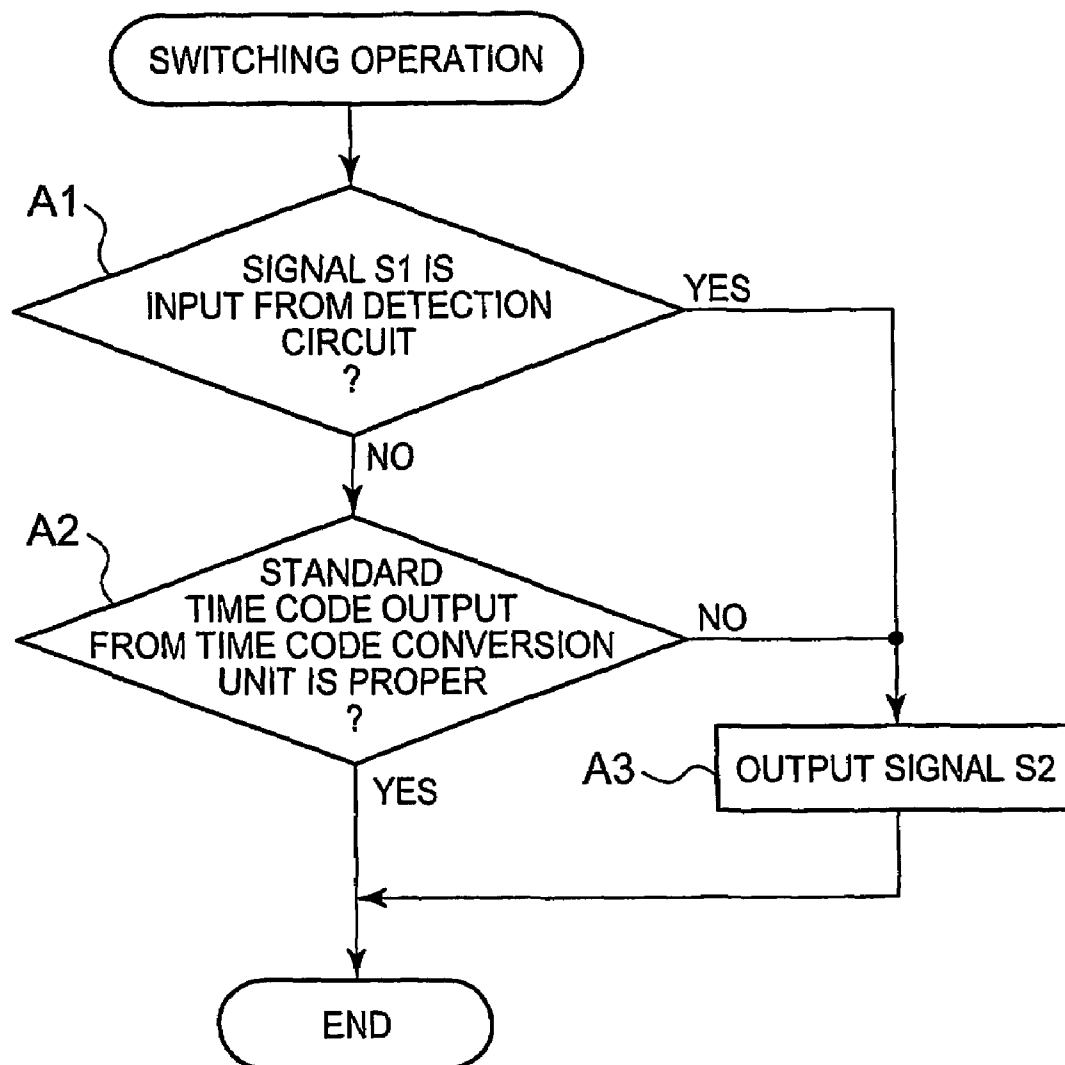 SWITCHING OPERATION
A1
SIGNAL S1 IS
INPUT FROM DETECTION
CIRCUIT
?
YES
NO
A2
STANDARD
TIME CODE OUTPUT
FROM TIME CODE CONVERSION
UNIT IS PROPER
?
NO
YES
A3
OUTPUT SIGNAL S2
END